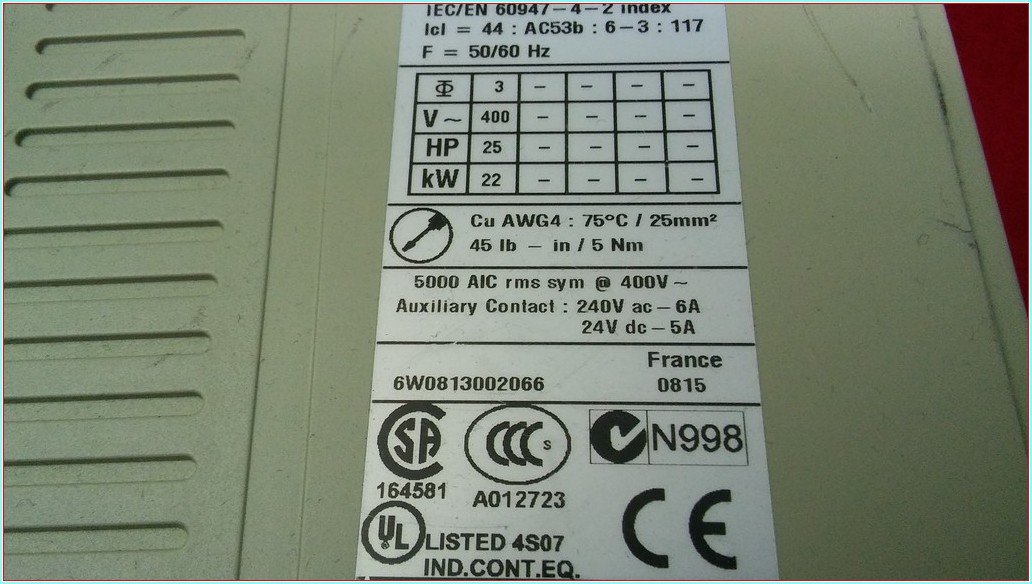 IEC/EN 60947-4-2 index
Icl = 44 : AC53b : 6-3 : 117
F = 50/60 Hz
Φ 3 – – – –
V~ 400 – – – –
HP 25 – – – –
kW 22 – – – –
Cu AWG4 : 75°C / 25mm²
45 lb – in / 5 Nm
5000 AIC rms sym @ 400V~
Auxiliary Contact : 240V ac – 6A
24V dc – 5A
France
6W0813002066 0815
SA CCC S N998
164581 A012723
UL LISTED 4S07 CE
IND.CONT.EQ.